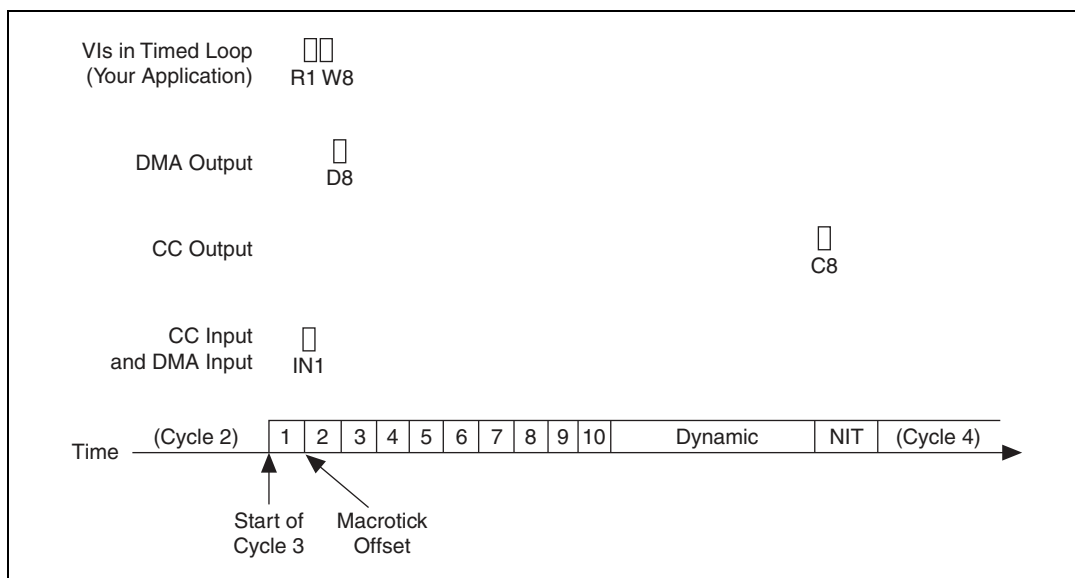 VIs in Timed Loop
(Your Application)
R1 W8
DMA Output
D8
CC Output
C8
CC Input
and DMA Input
IN1
Time
(Cycle 2) 1 2 3 4 5 6 7 8 9 10 Dynamic NIT (Cycle 4)
Start of
Cycle 3
Macrotick
Offset